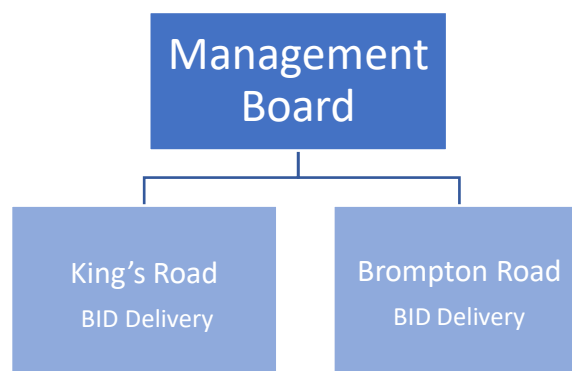 Management
Board
King’s Road
BID Delivery
Brompton Road
BID Delivery